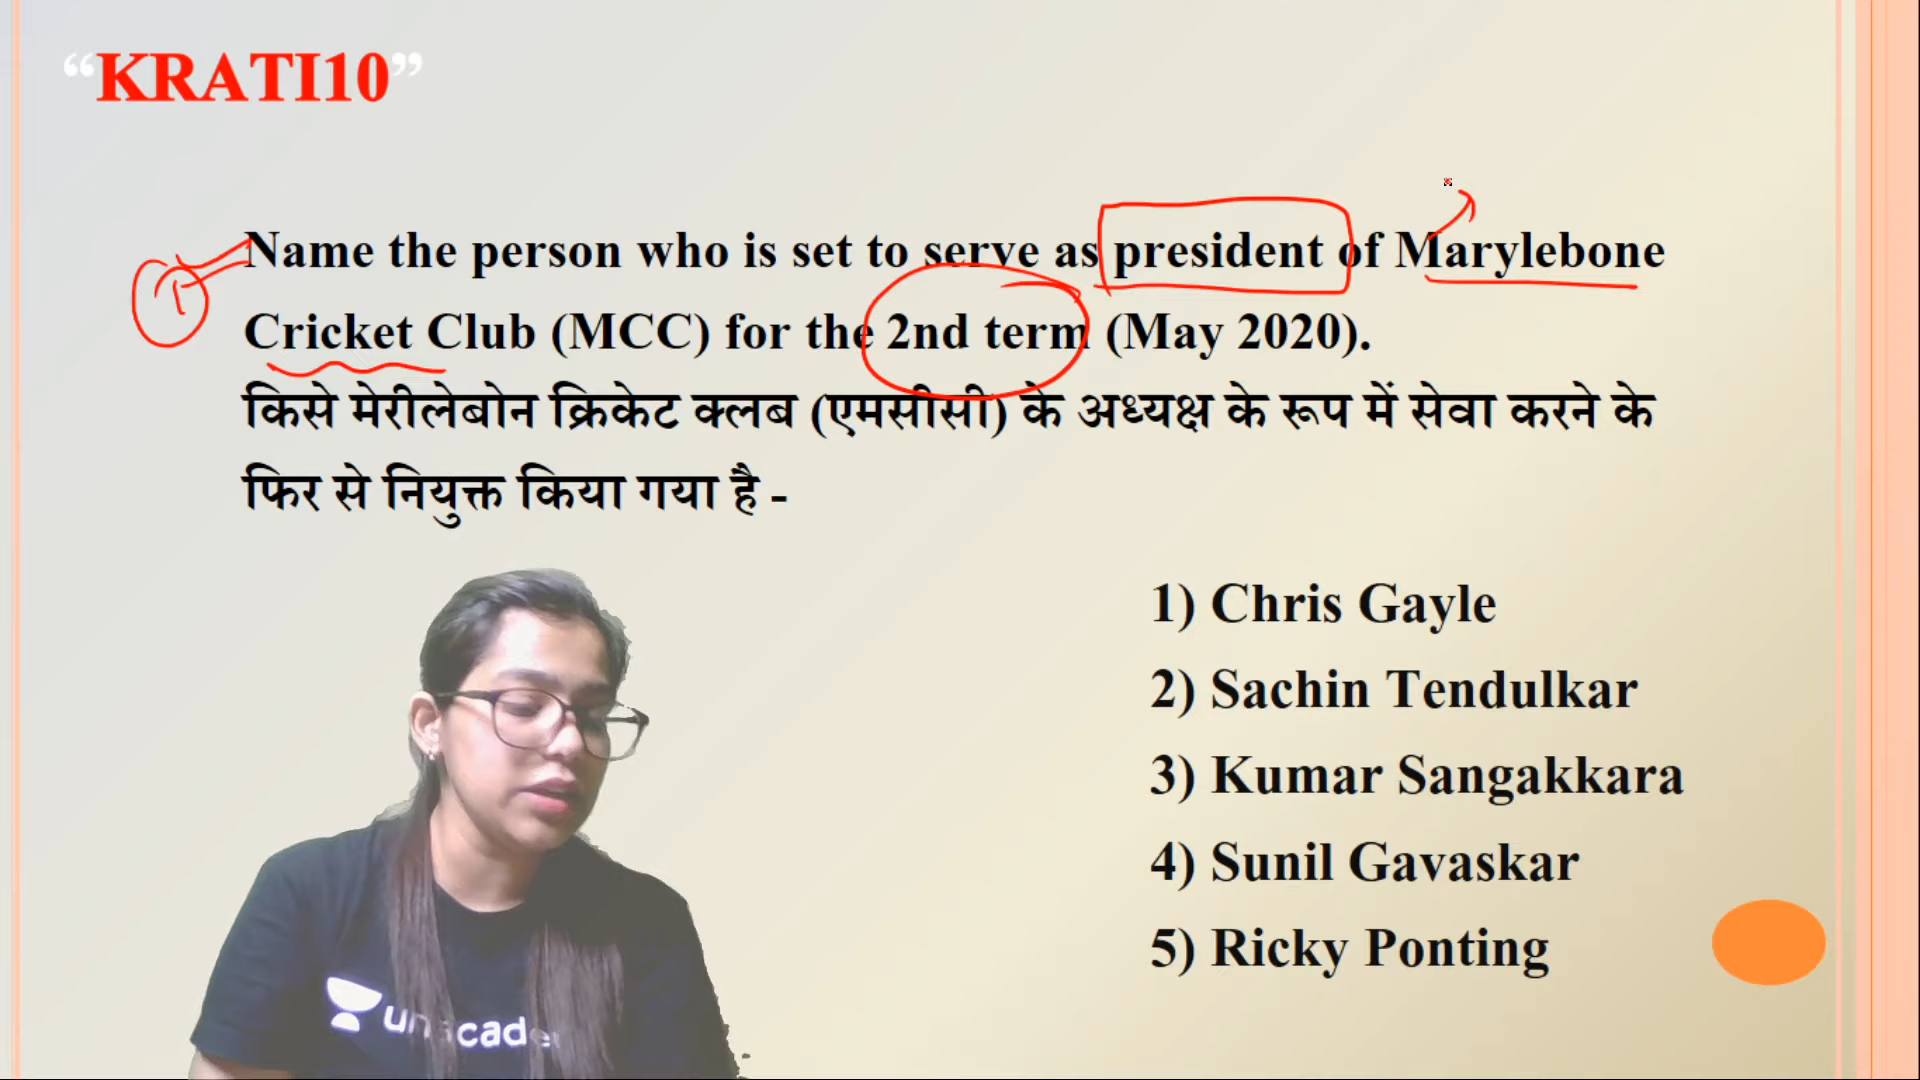 “KRATI10”
Name the person who is set to serve as president of Marylebone
Cricket Club (MCC) for the 2nd term (May 2020).
किसे मेरीलेबोन क्रिकेट क्लब (एमसीसी) के अध्यक्ष के रूप में सेवा करने के
फिर से नियुक्त किया गया है -
1) Chris Gayle
2) Sachin Tendulkar
3) Kumar Sangakkara
4) Sunil Gavaskar
5) Ricky Ponting